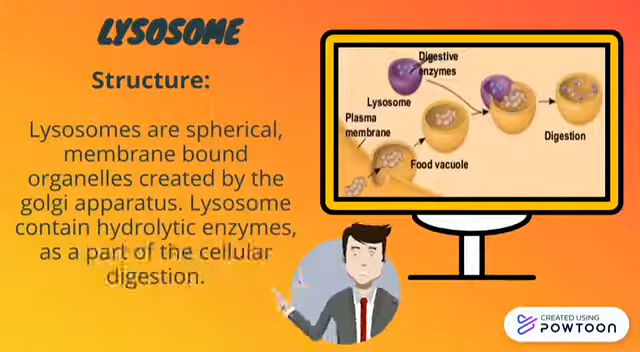 LYSOSOME
Structure:
Lysosomes are spherical,
membrane bound
organelles created by the
golgi apparatus. Lysosome
contain hydrolytic enzymes,
as a part of the cellular
digestion.
Digestive
enzymes
Lysosome
Plasma
membrane
Food vacuole
Digestion
CREATED USING
POWTOON